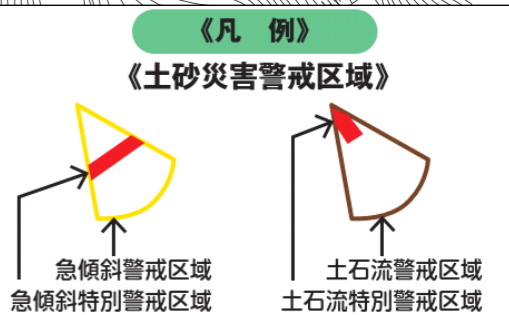 《凡　例》
《土砂災害警戒区域》
急傾斜警戒区域
急傾斜特別警戒区域
土石流警戒区域
土石流特別警戒区域